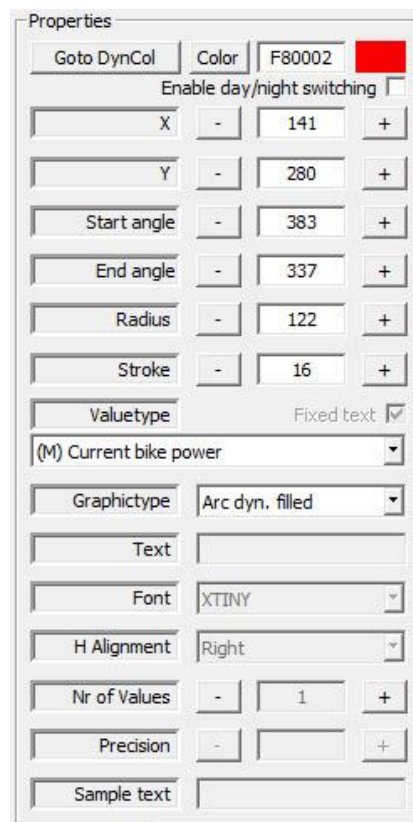 Properties
Goto DynCol Color F80002
Enable day/night switching
X - 141 +
Y - 280 +
Start angle - 383 +
End angle - 337 +
Radius - 122 +
Stroke - 16 +
Valuetype Fixed text
(M) Current bike power
Graphictype Arc dyn. filled
Text
Font XTINY
H Alignment Right
Nr of Values - 1 +
Precision - +
Sample text